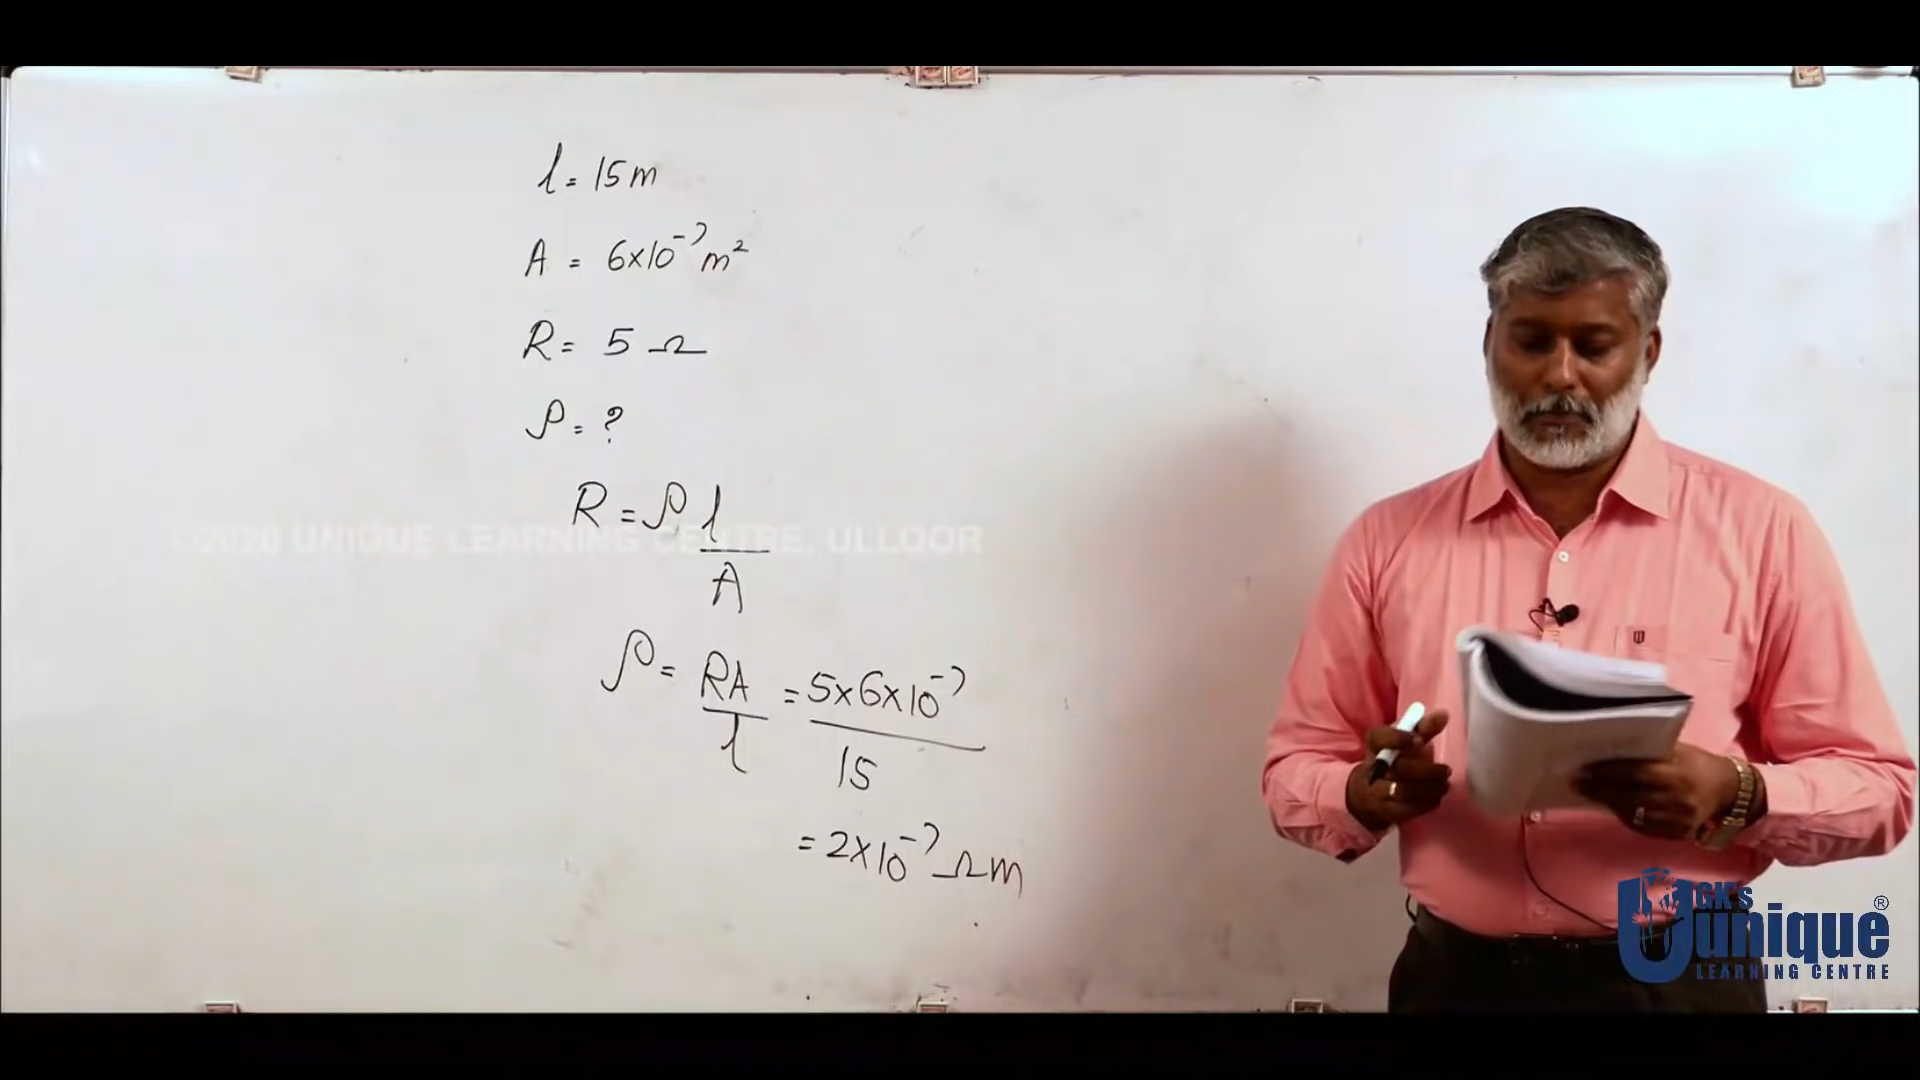 l = 15 m
A = 6×10⁻⁷ m²
R = 5 Ω
ρ = ?
R = ρ l
A
©2020 UNIQUE LEARNING CENTRE, ULLOOR
ρ = RA = 5×6×10⁻⁷
l 15
= 2×10⁻⁷ Ωm
GK's
Unique ®
LEARNING CENTRE